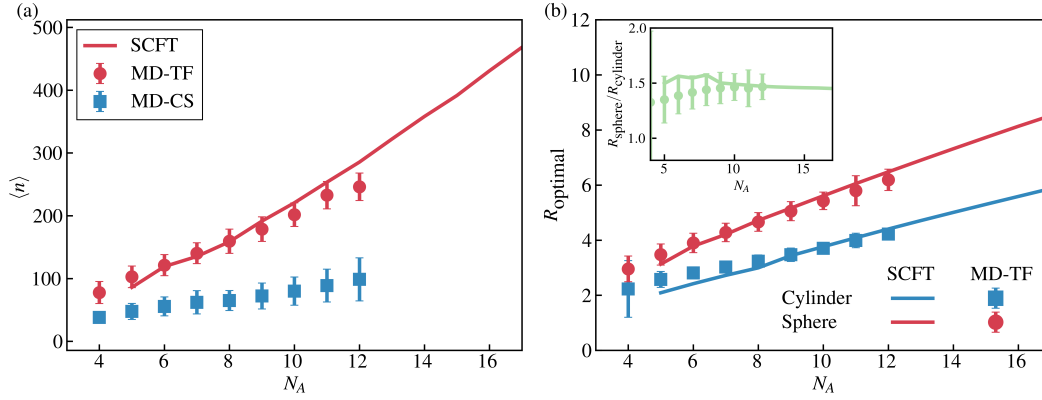 (a)
500
400
300
200
100
0
⟨n⟩
SCFT
MD-TF
MD-CS
4 6 8 10 12 14 16
N_A
(b)
12
10
8
6
4
2
0
R_optimal
2.0
1.5
1.0
R_sphere/R_cylinder
5 10 15
N_A
SCFT MD-TF
Cylinder
Sphere
4 6 8 10 12 14 16
N_A